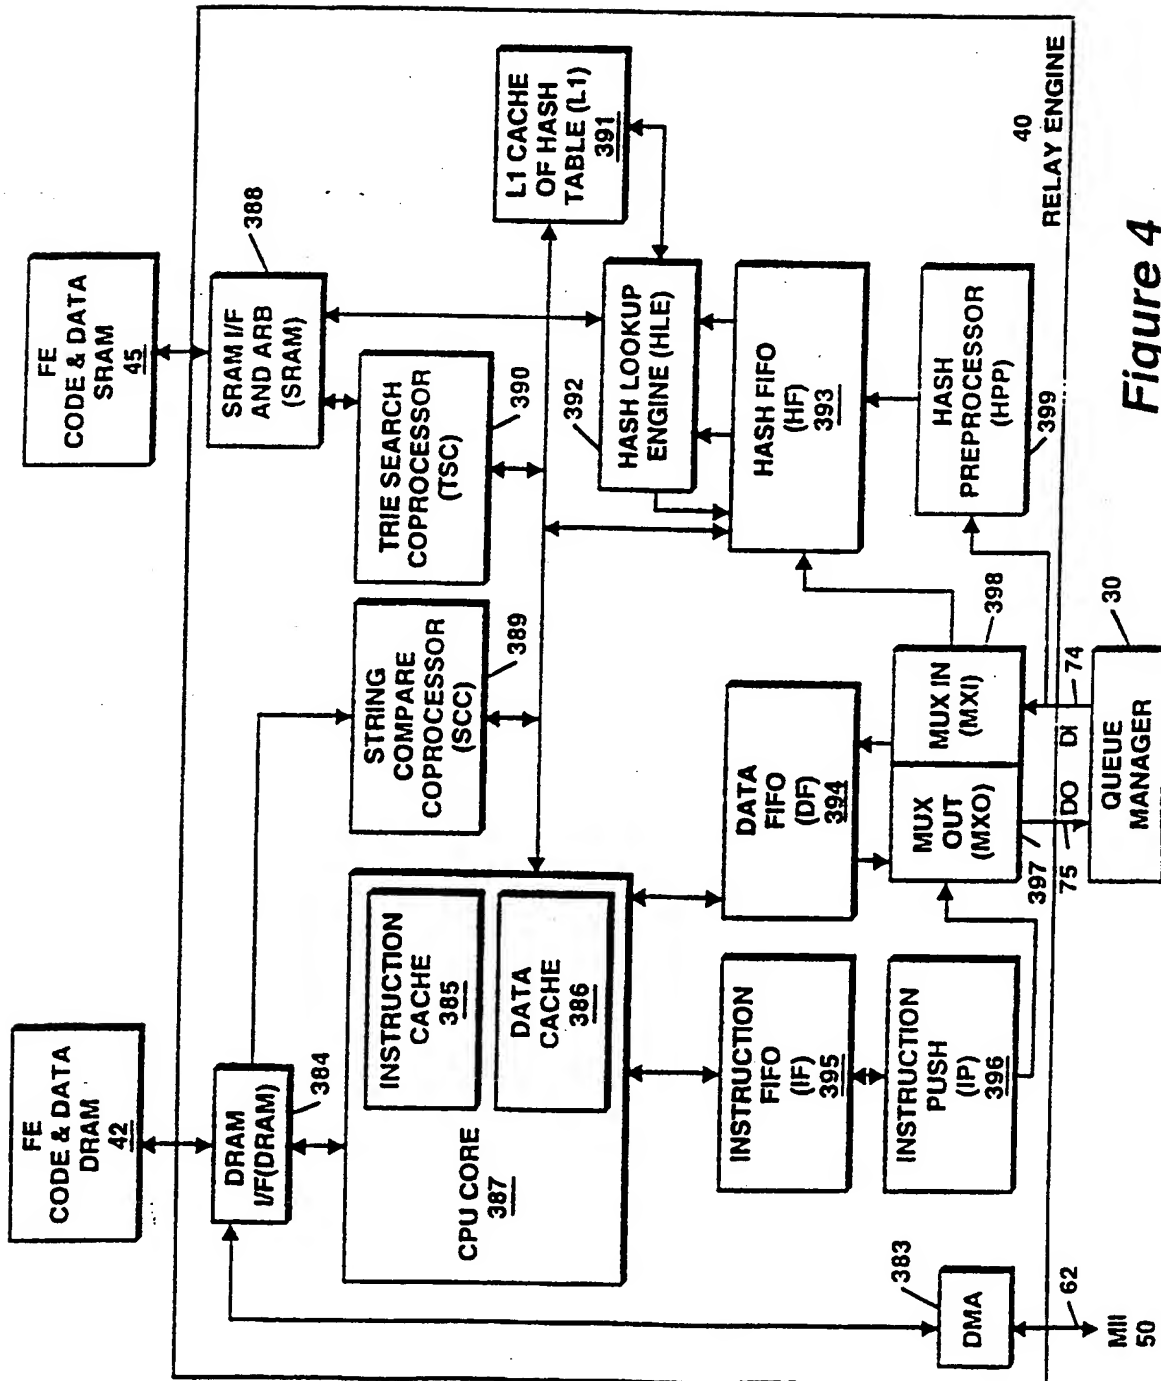 FE
CODE & DATA
DRAM
42
FE
CODE & DATA
SRAM
45
DRAM
I/F(DRAM)
384
SRAM I/F
AND ARB
(SRAM)
388
CPU CORE
387
INSTRUCTION
CACHE
385
DATA
CACHE
386
STRING
COMPARE
COPROCESSOR
(SCC)
389
TRIE SEARCH
COPROCESSOR
(TSC)
390
L1 CACHE
OF HASH
TABLE (L1)
391
392
HASH LOOKUP
ENGINE (HLE)
INSTRUCTION
FIFO
(IF)
395
DATA
FIFO
(DF)
394
HASH FIFO
(HF)
393
INSTRUCTION
PUSH
(IP)
396
MUX
OUT
(MXO)
397
MUX IN
(MXI)
398
HASH
PREPROCESSOR
(HPP)
399
383
DMA
62
MII
50
75
DO
DI
74
QUEUE
MANAGER
30
40
RELAY ENGINE
Figure 4